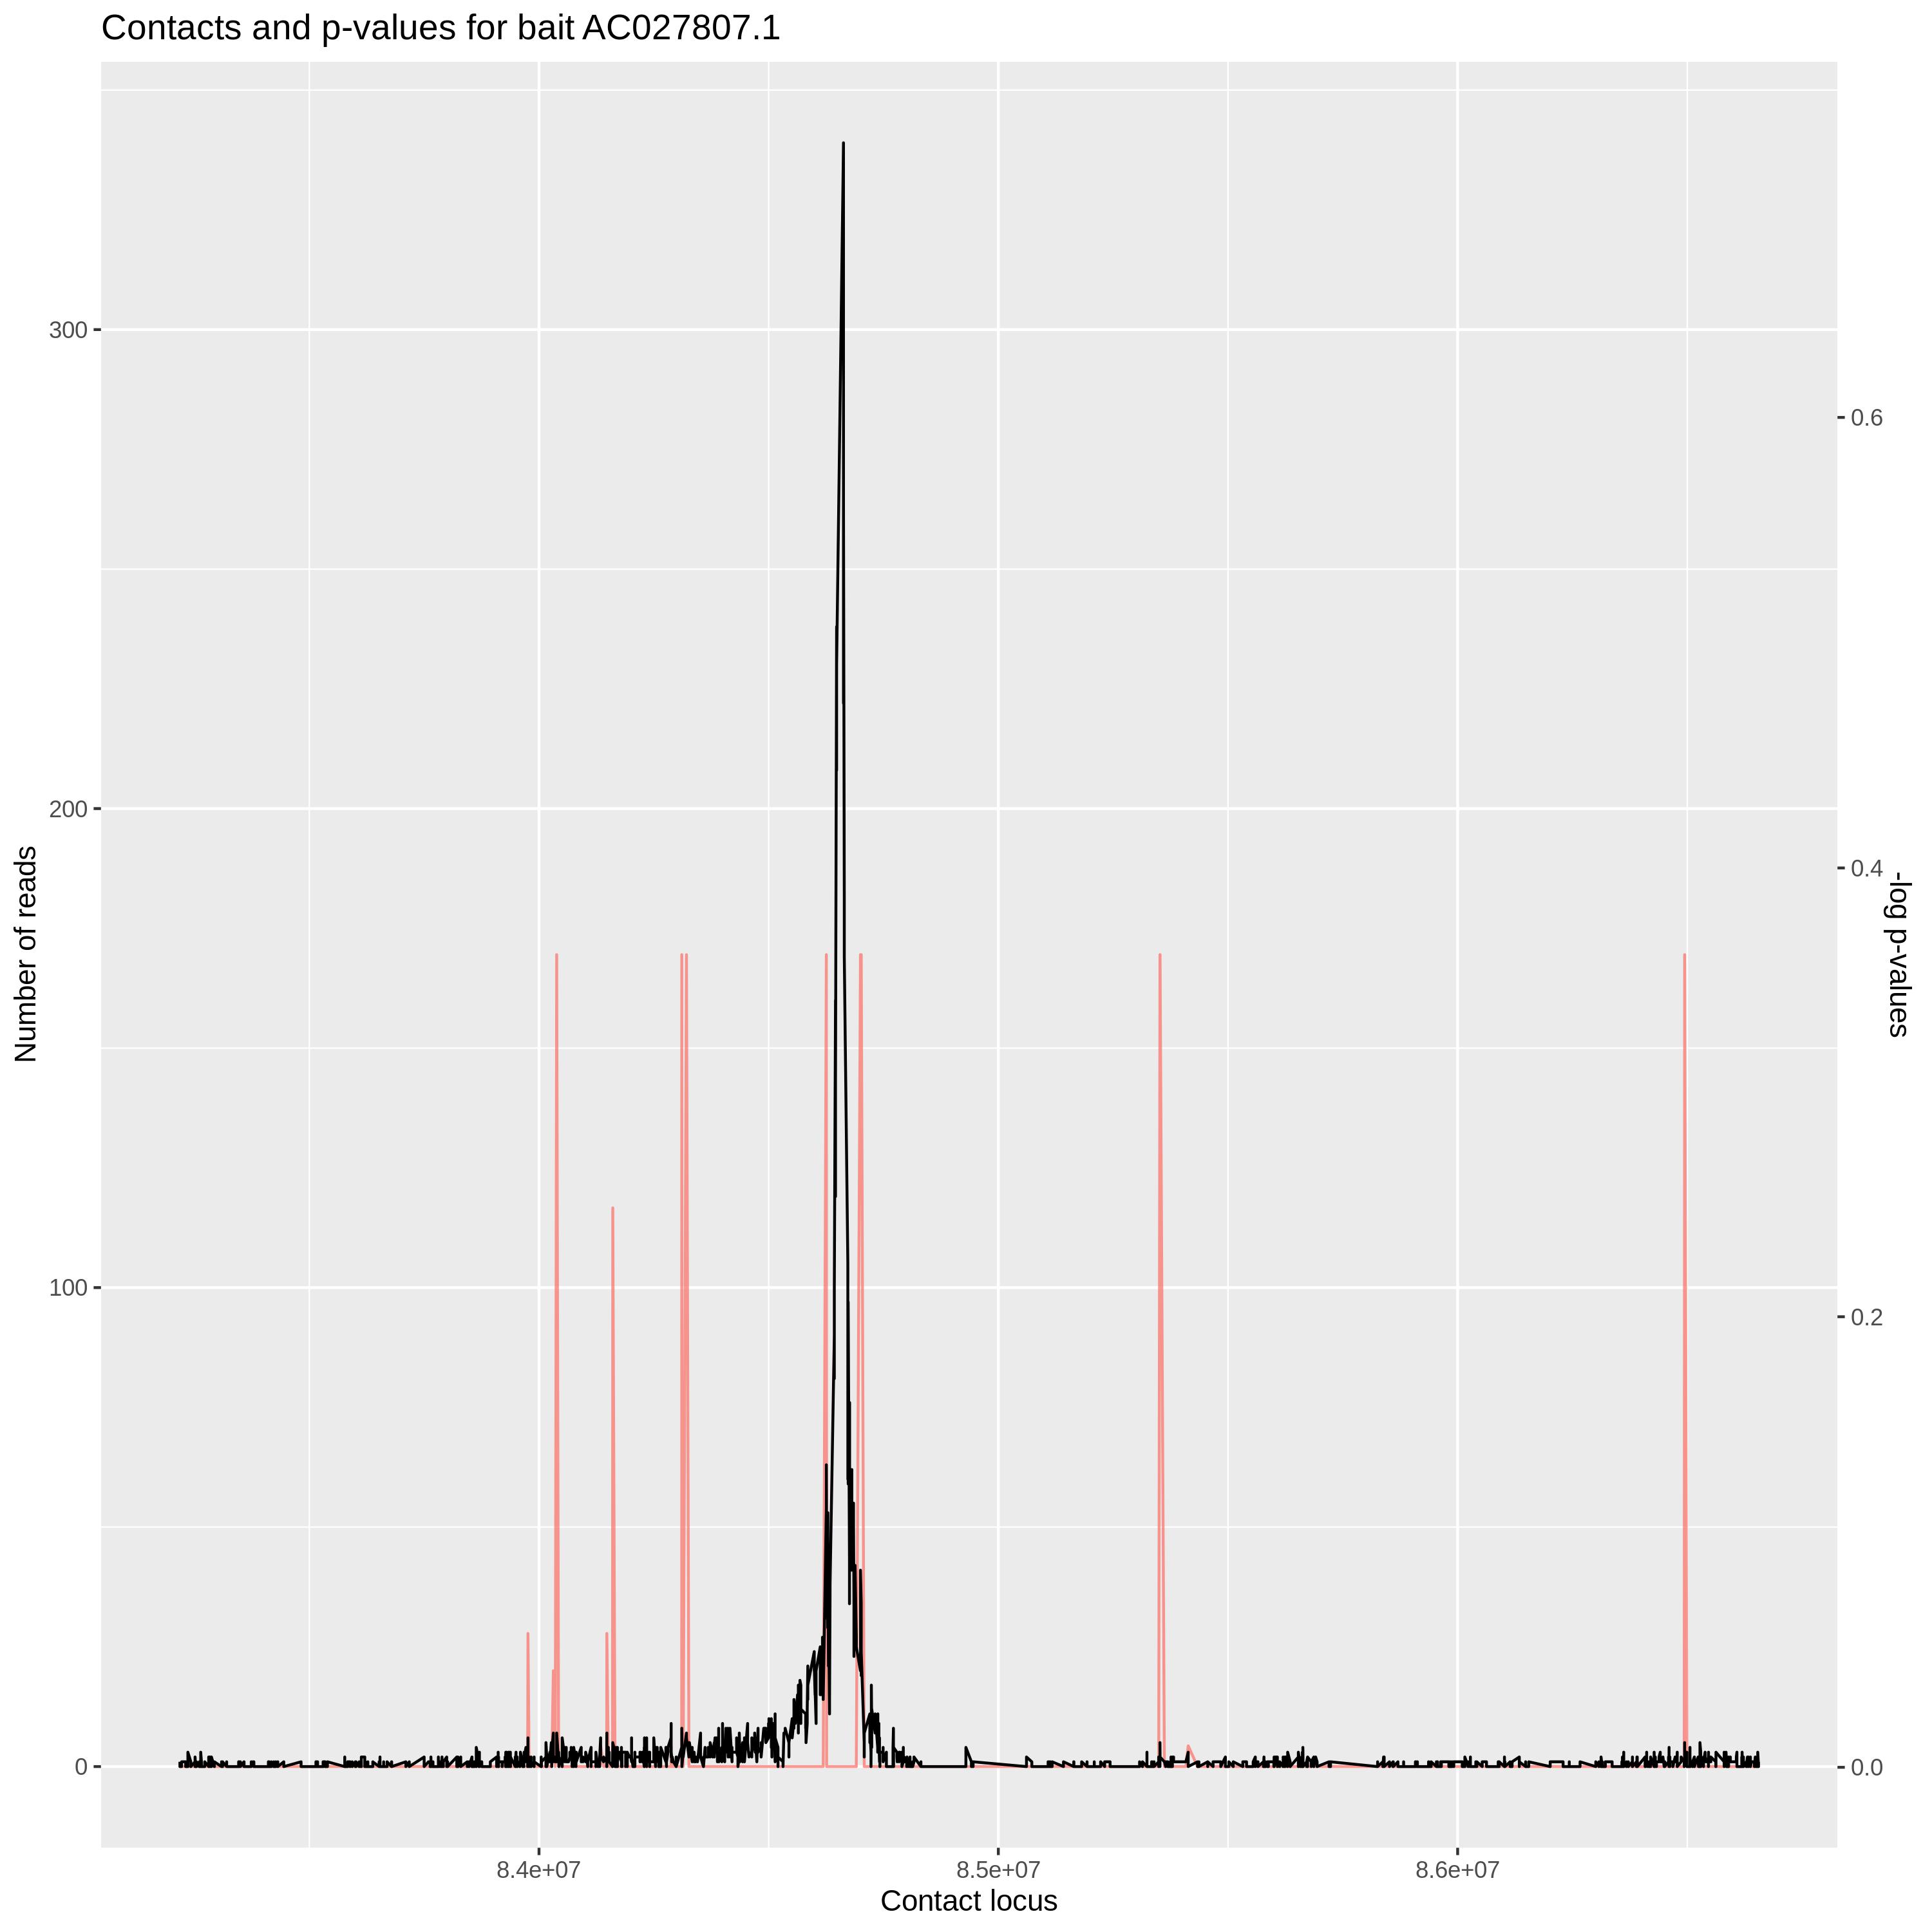 Contacts and p-values for bait AC027807.1
300
200
100
0
Number of reads
0.6
0.4
0.2
0.0
-log p-values
8.4e+07
8.5e+07
8.6e+07
Contact locus